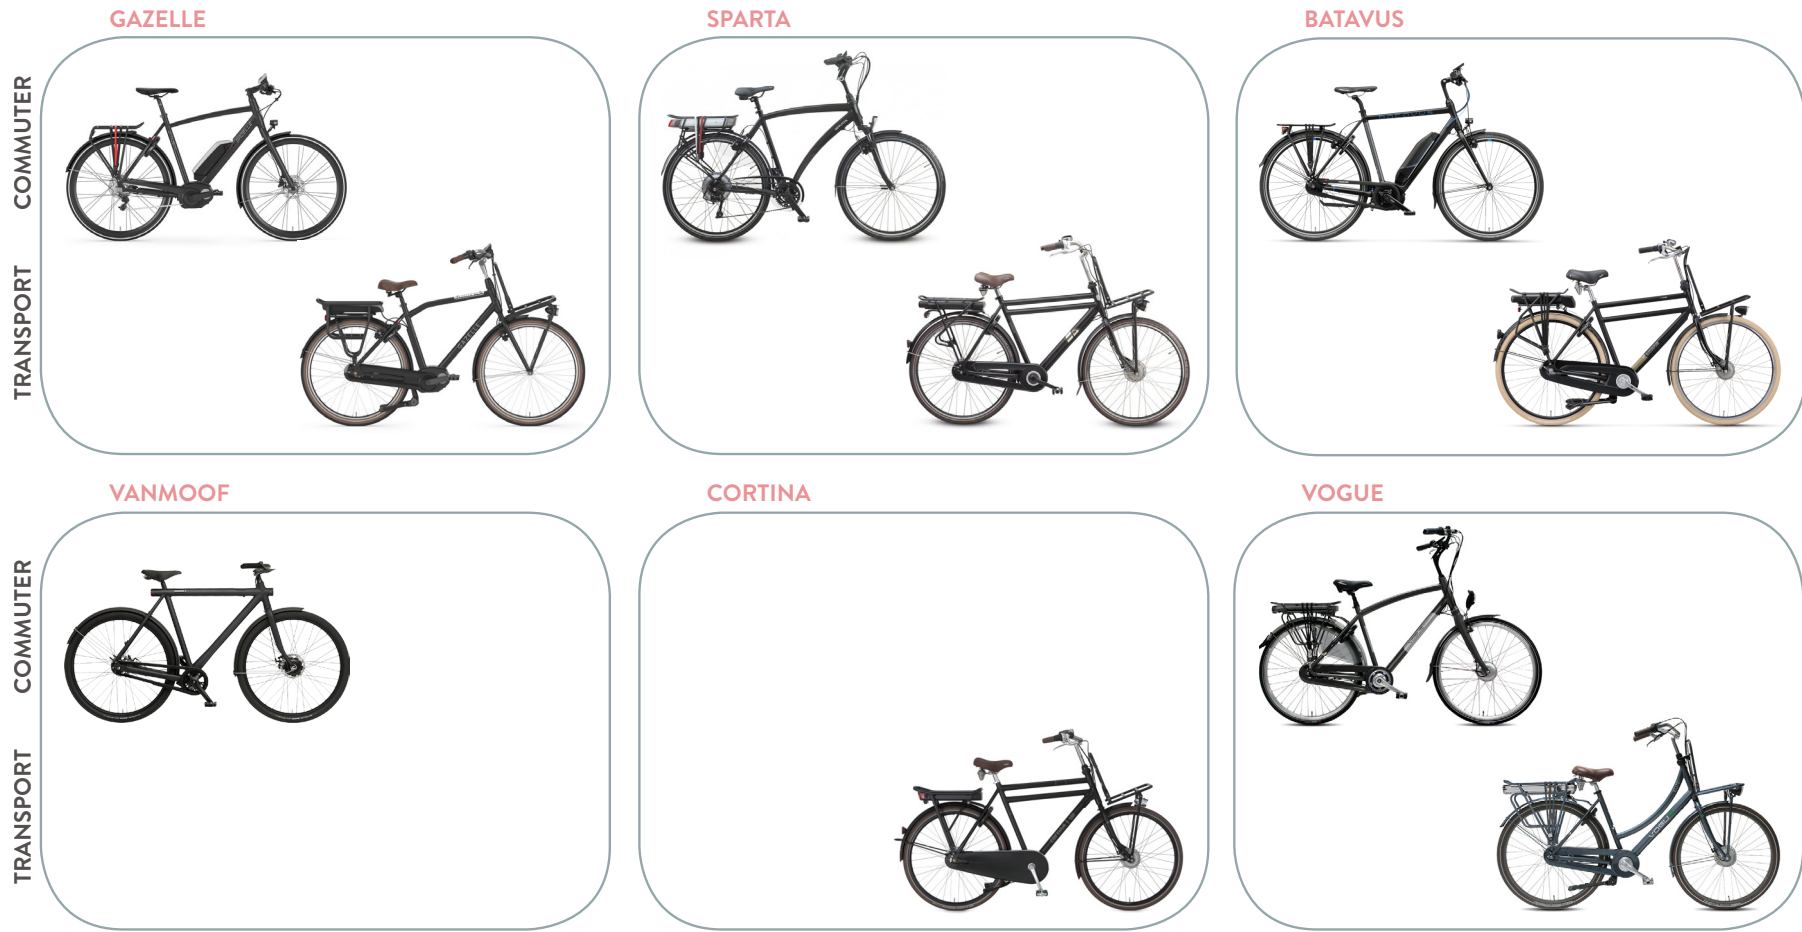 GAZELLE
SPARTA
BATAVUS
COMMUTER
TRANSPORT
VANMOOF
CORTINA
VOGUE
COMMUTER
TRANSPORT